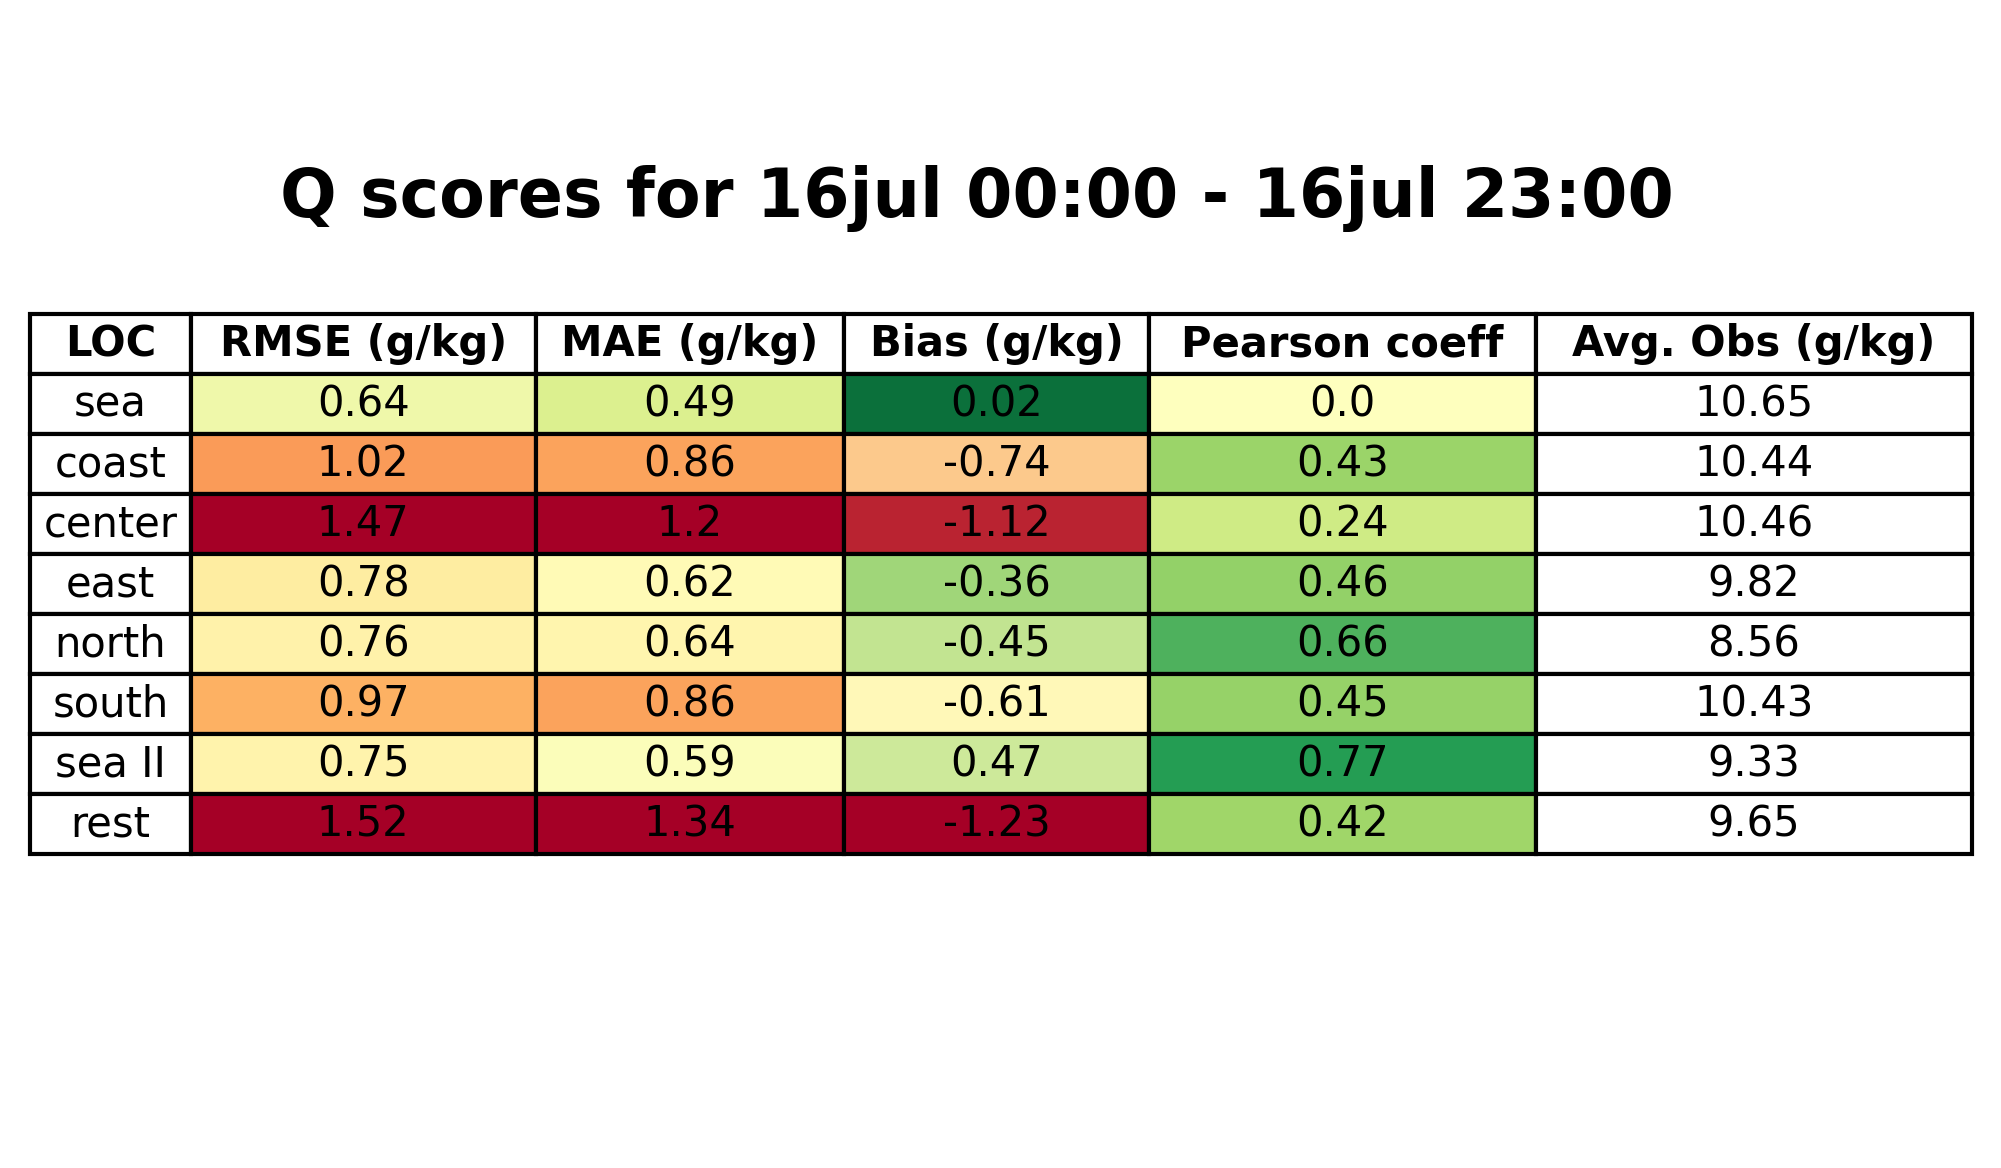 Q scores for 16jul 00:00 - 16jul 23:00
LOC RMSE (g/kg) MAE (g/kg) Bias (g/kg) Pearson coeff Avg. Obs (g/kg)
sea 0.64 0.49 0.02 0.0 10.65
coast 1.02 0.86 -0.74 0.43 10.44
center 1.47 1.2 -1.12 0.24 10.46
east 0.78 0.62 -0.36 0.46 9.82
north 0.76 0.64 -0.45 0.66 8.56
south 0.97 0.86 -0.61 0.45 10.43
sea II 0.75 0.59 0.47 0.77 9.33
rest 1.52 1.34 -1.23 0.42 9.65